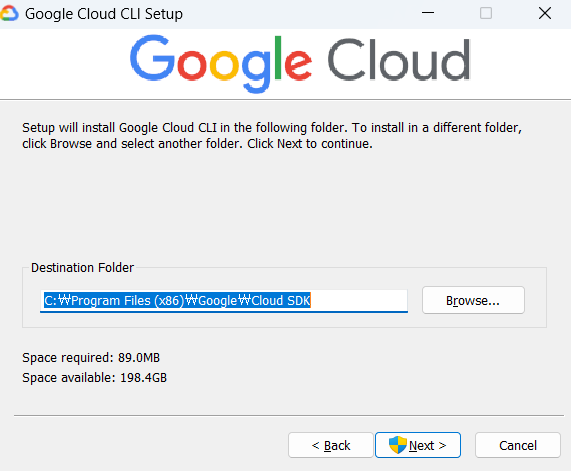 Google Cloud CLI Setup
Google Cloud
Setup will install Google Cloud CLI in the following folder. To install in a different folder,
click Browse and select another folder. Click Next to continue.
Destination Folder
C:₩Program Files (x86)₩Google₩Cloud SDK
Browse...
Space required: 89.0MB
Space available: 198.4GB
< Back
Next >
Cancel